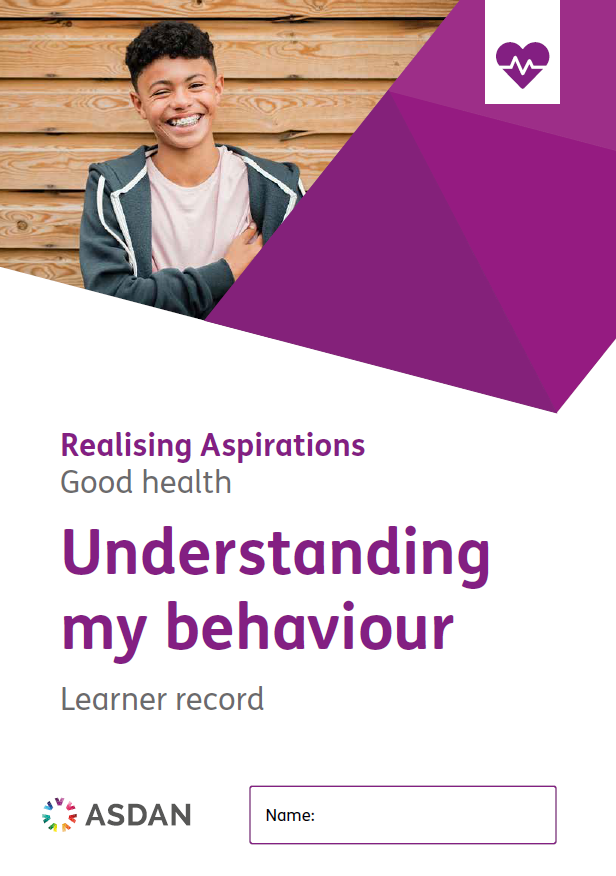 Realising Aspirations
Good health
Understanding
my behaviour
Learner record
ASDAN
Name: